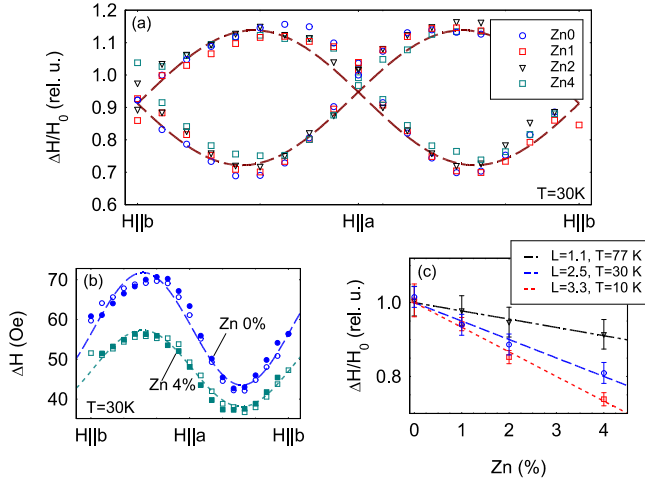 (a)
ΔH/H0 (rel. u.)
1.2
1.1
1.0
0.9
0.8
0.7
0.6
Zn0
Zn1
Zn2
Zn4
T=30K
H||b
H||a
H||b
(b)
ΔH (Oe)
70
60
50
40
Zn 0%
Zn 4%
T=30K
H||b
H||a
H||b
(c)
L=1.1, T=77 K
L=2.5, T=30 K
L=3.3, T=10 K
ΔH/H0 (rel. u.)
1.0
0.8
0
1
2
3
4
Zn (%)